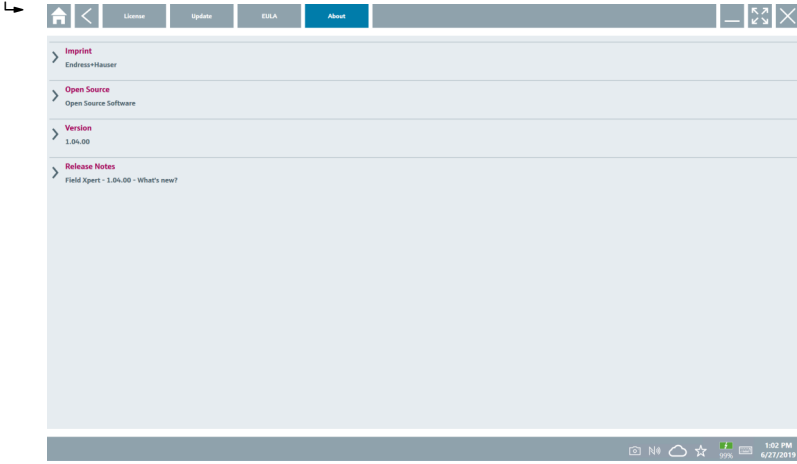 License Update EULA About
Imprint
Endress+Hauser
Open Source
Open Source Software
Version
1.04.00
Release Notes
Field Xpert - 1.04.00 - What's new?
99% 1:02 PM
6/27/2019